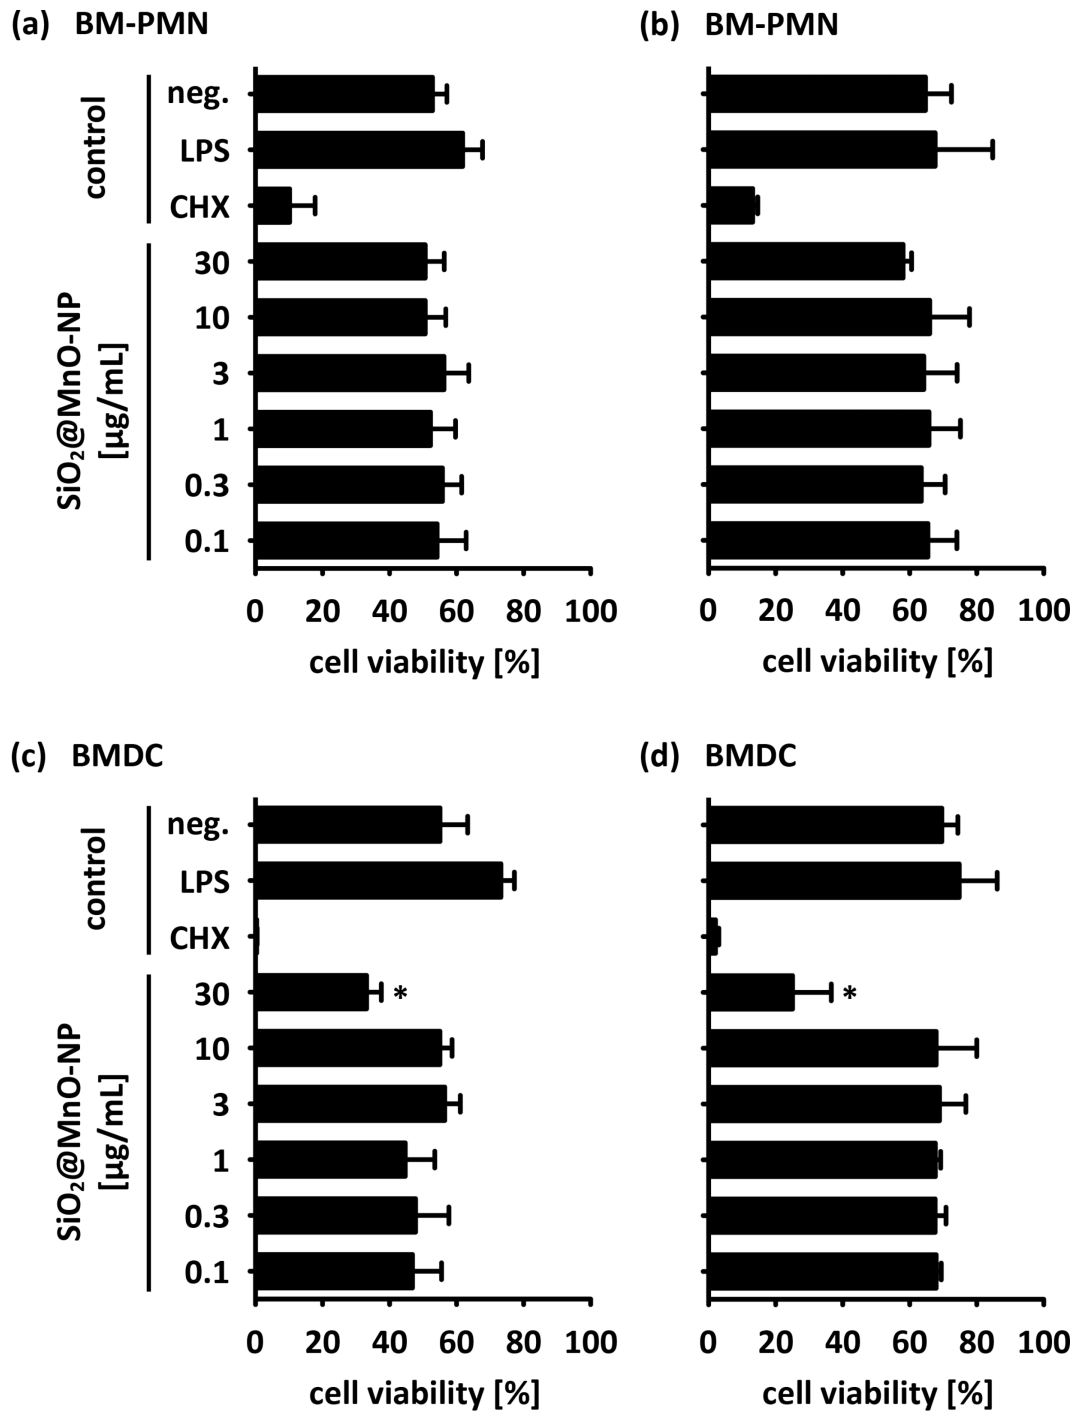 (a) BM-PMN
control
neg.
LPS
CHX
SiO₂@MnO-NP
[µg/mL]
30
10
3
1
0.3
0.1
0 20 40 60 80 100
cell viability [%]
(b) BM-PMN
0 20 40 60 80 100
cell viability [%]
(c) BMDC
control
neg.
LPS
CHX
SiO₂@MnO-NP
[µg/mL]
30
*
10
3
1
0.3
0.1
0 20 40 60 80 100
cell viability [%]
(d) BMDC
*
0 20 40 60 80 100
cell viability [%]